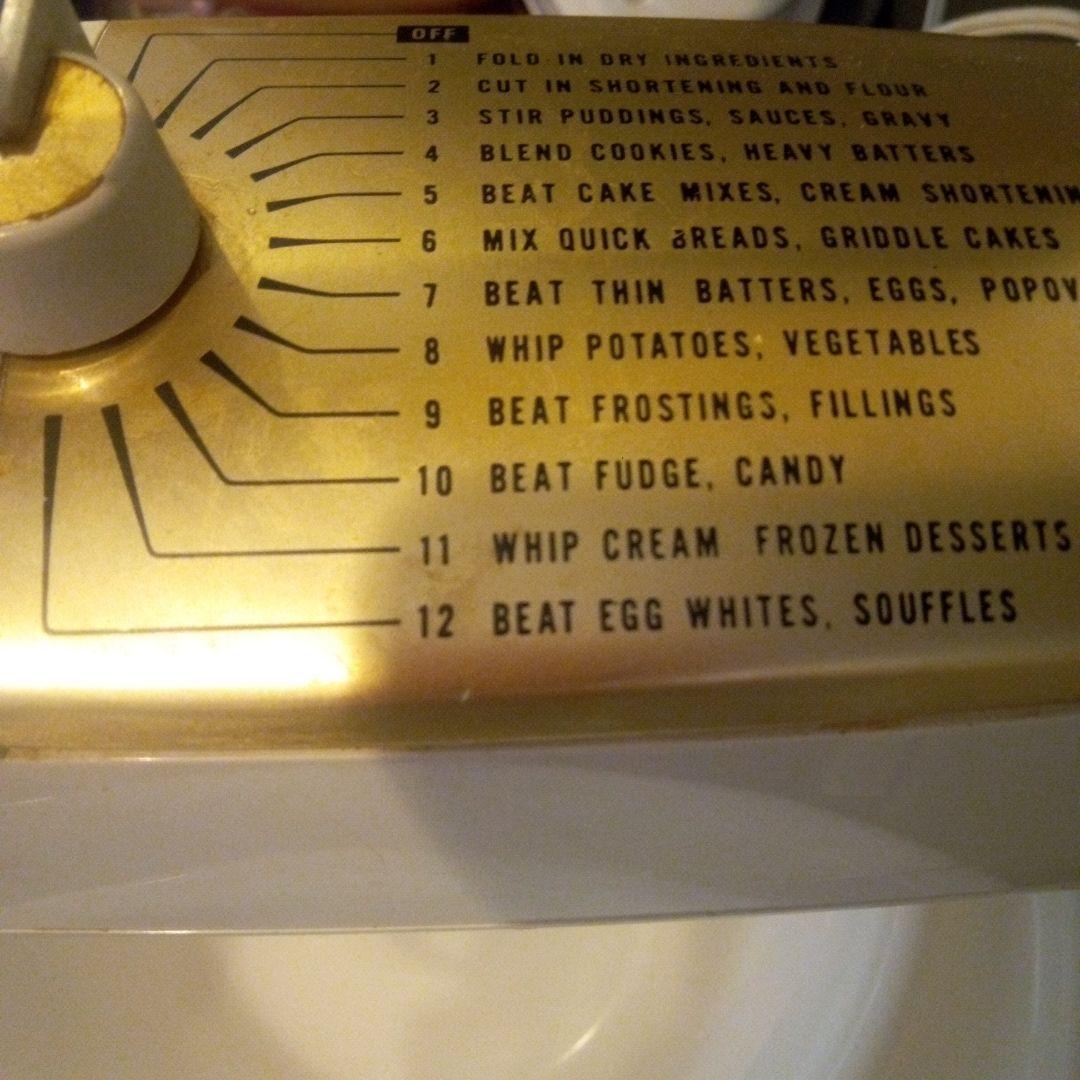 OFF
1 FOLD IN DRY INGREDIENTS
2 CUT IN SHORTENING AND FLOUR
3 STIR PUDDINGS, SAUCES, GRAVY
4 BLEND COOKIES, HEAVY BATTERS
5 BEAT CAKE MIXES, CREAM SHORTENIN
6 MIX QUICK BREADS, GRIDDLE CAKES
7 BEAT THIN BATTERS, EGGS, POPOV
8 WHIP POTATOES, VEGETABLES
9 BEAT FROSTINGS, FILLINGS
10 BEAT FUDGE, CANDY
11 WHIP CREAM FROZEN DESSERTS
12 BEAT EGG WHITES, SOUFFLES